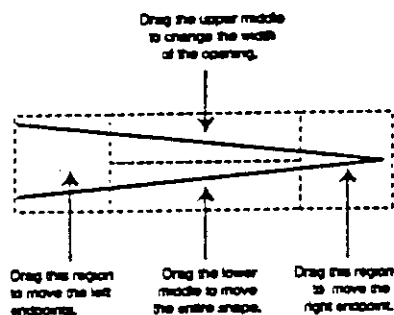 Drag the upper middle
to change the width
of the opening.
Drag this region
to move the left
endpoints.
Drag the lower
middle to move
the entire shape.
Drag this region
to move the
right endpoint.